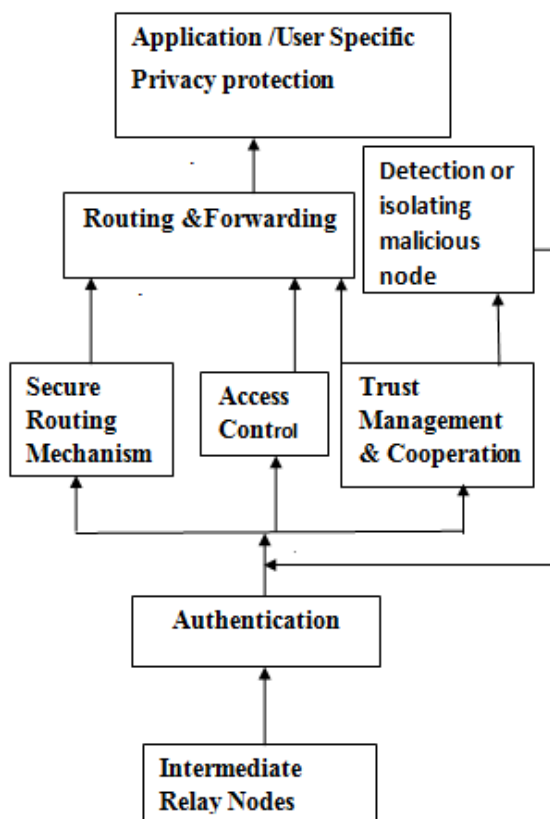 Application /User Specific
Privacy protection
Detection or
isolating
malicious
node
Routing &Forwarding
Secure
Routing
Mechanism
Access
Control
Trust
Management
& Cooperation
Authentication
Intermediate
Relay Nodes